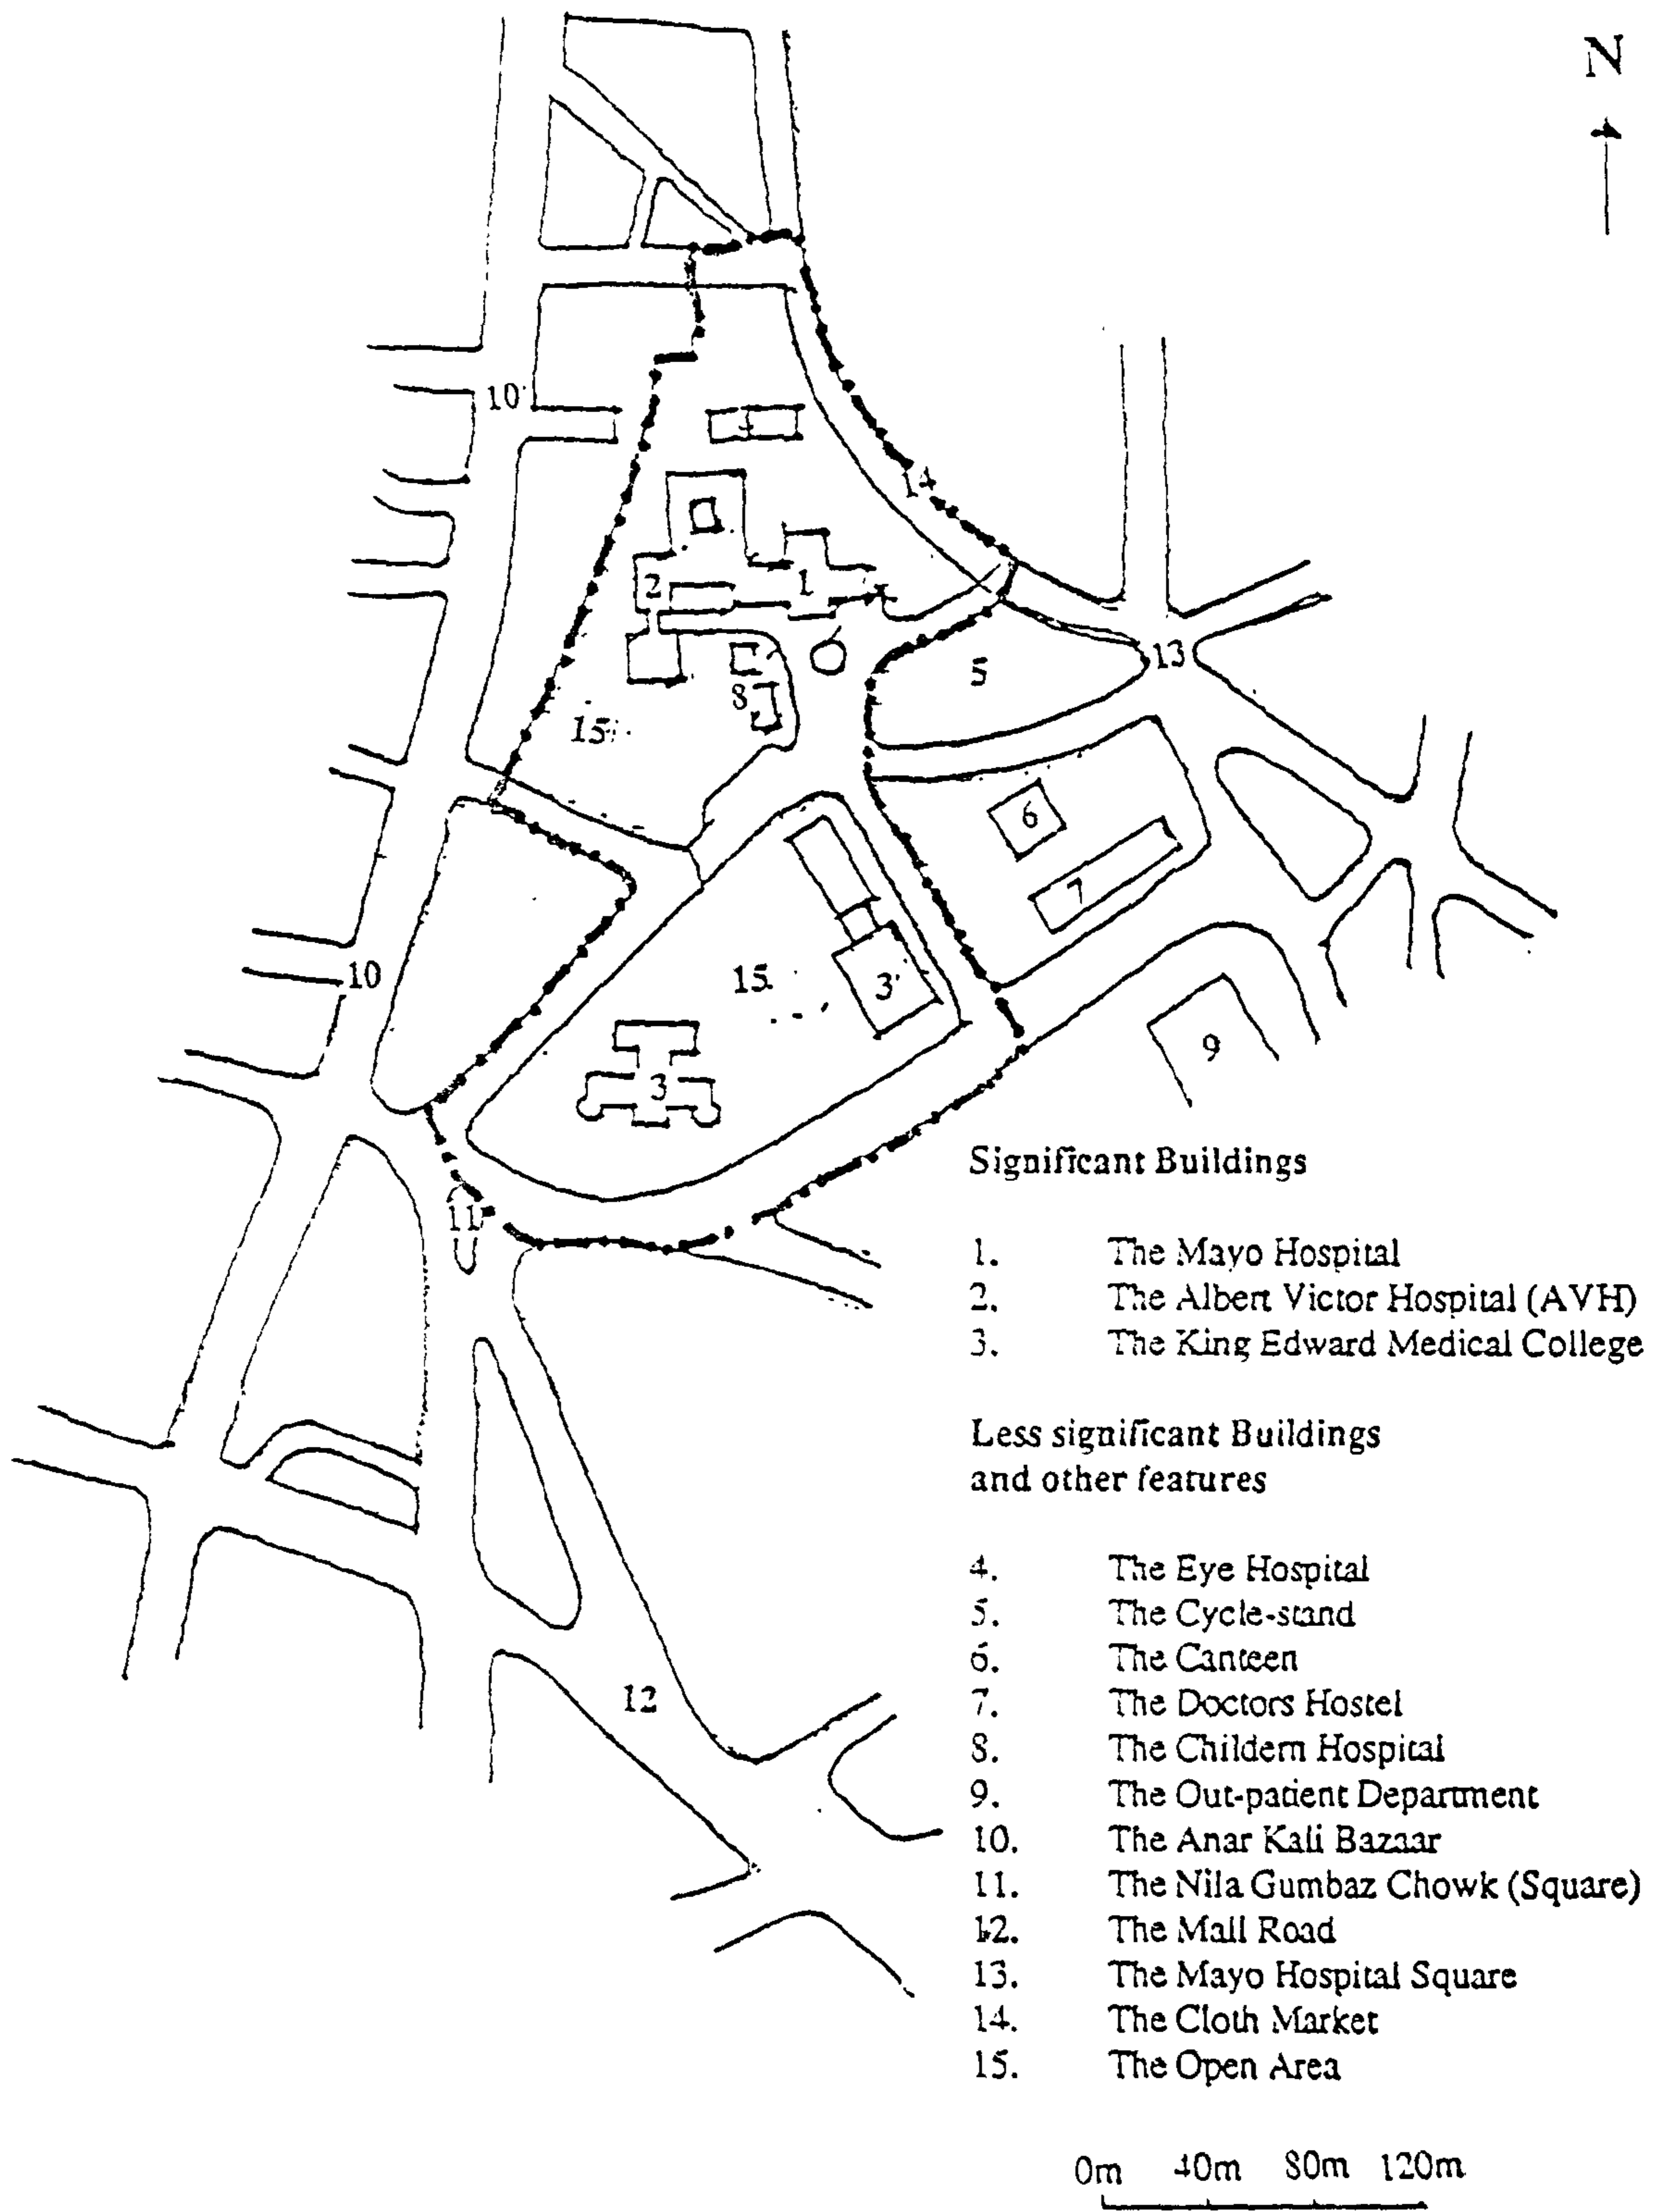 N
10
4
14
2
1
13
5
8
15
6
7
10
15
3
3
9
11
12
Significant Buildings
1. The Mayo Hospital
2. The Albert Victor Hospital (AVH)
3. The King Edward Medical College
Less significant Buildings
and other features
4. The Eye Hospital
5. The Cycle-stand
6. The Canteen
7. The Doctors Hostel
8. The Childern Hospital
9. The Out-patient Department
10. The Anar Kali Bazaar
11. The Nila Gumbaz Chowk (Square)
12. The Mall Road
13. The Mayo Hospital Square
14. The Cloth Market
15. The Open Area
0m 40m 80m 120m